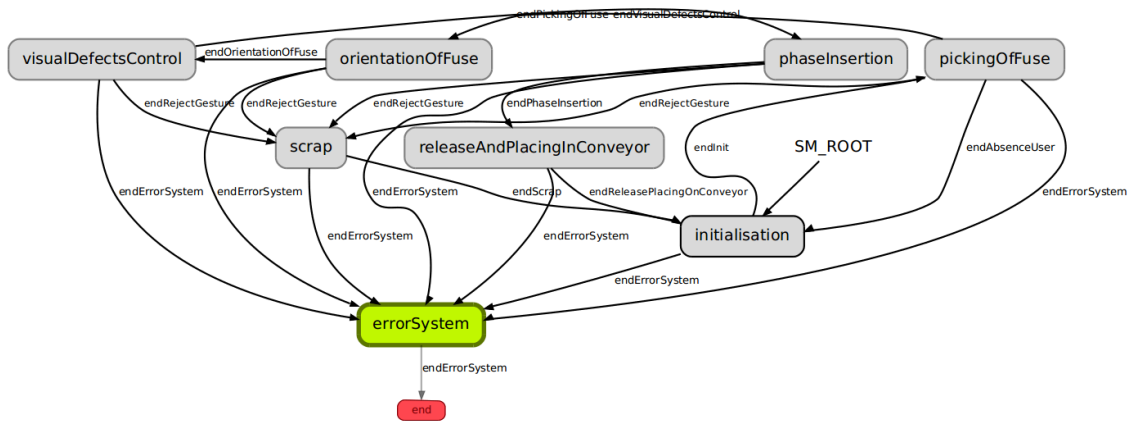 endPickingOfFuse endVisualDefectsControl
visualDefectsControl
endOrientationOfFuse
orientationOfFuse
phaseInsertion
pickingOfFuse
endRejectGesture
endRejectGesture
endRejectGesture
endPhaseInsertion
endRejectGesture
scrap
releaseAndPlacingInConveyor
endInit
SM_ROOT
endAbsenceUser
endErrorSystem
endErrorSystem
endErrorSystem
endScrap
endReleasePlacingOnConveyor
endErrorSystem
endErrorSystem
endErrorSystem
initialisation
endErrorSystem
errorSystem
endErrorSystem
end